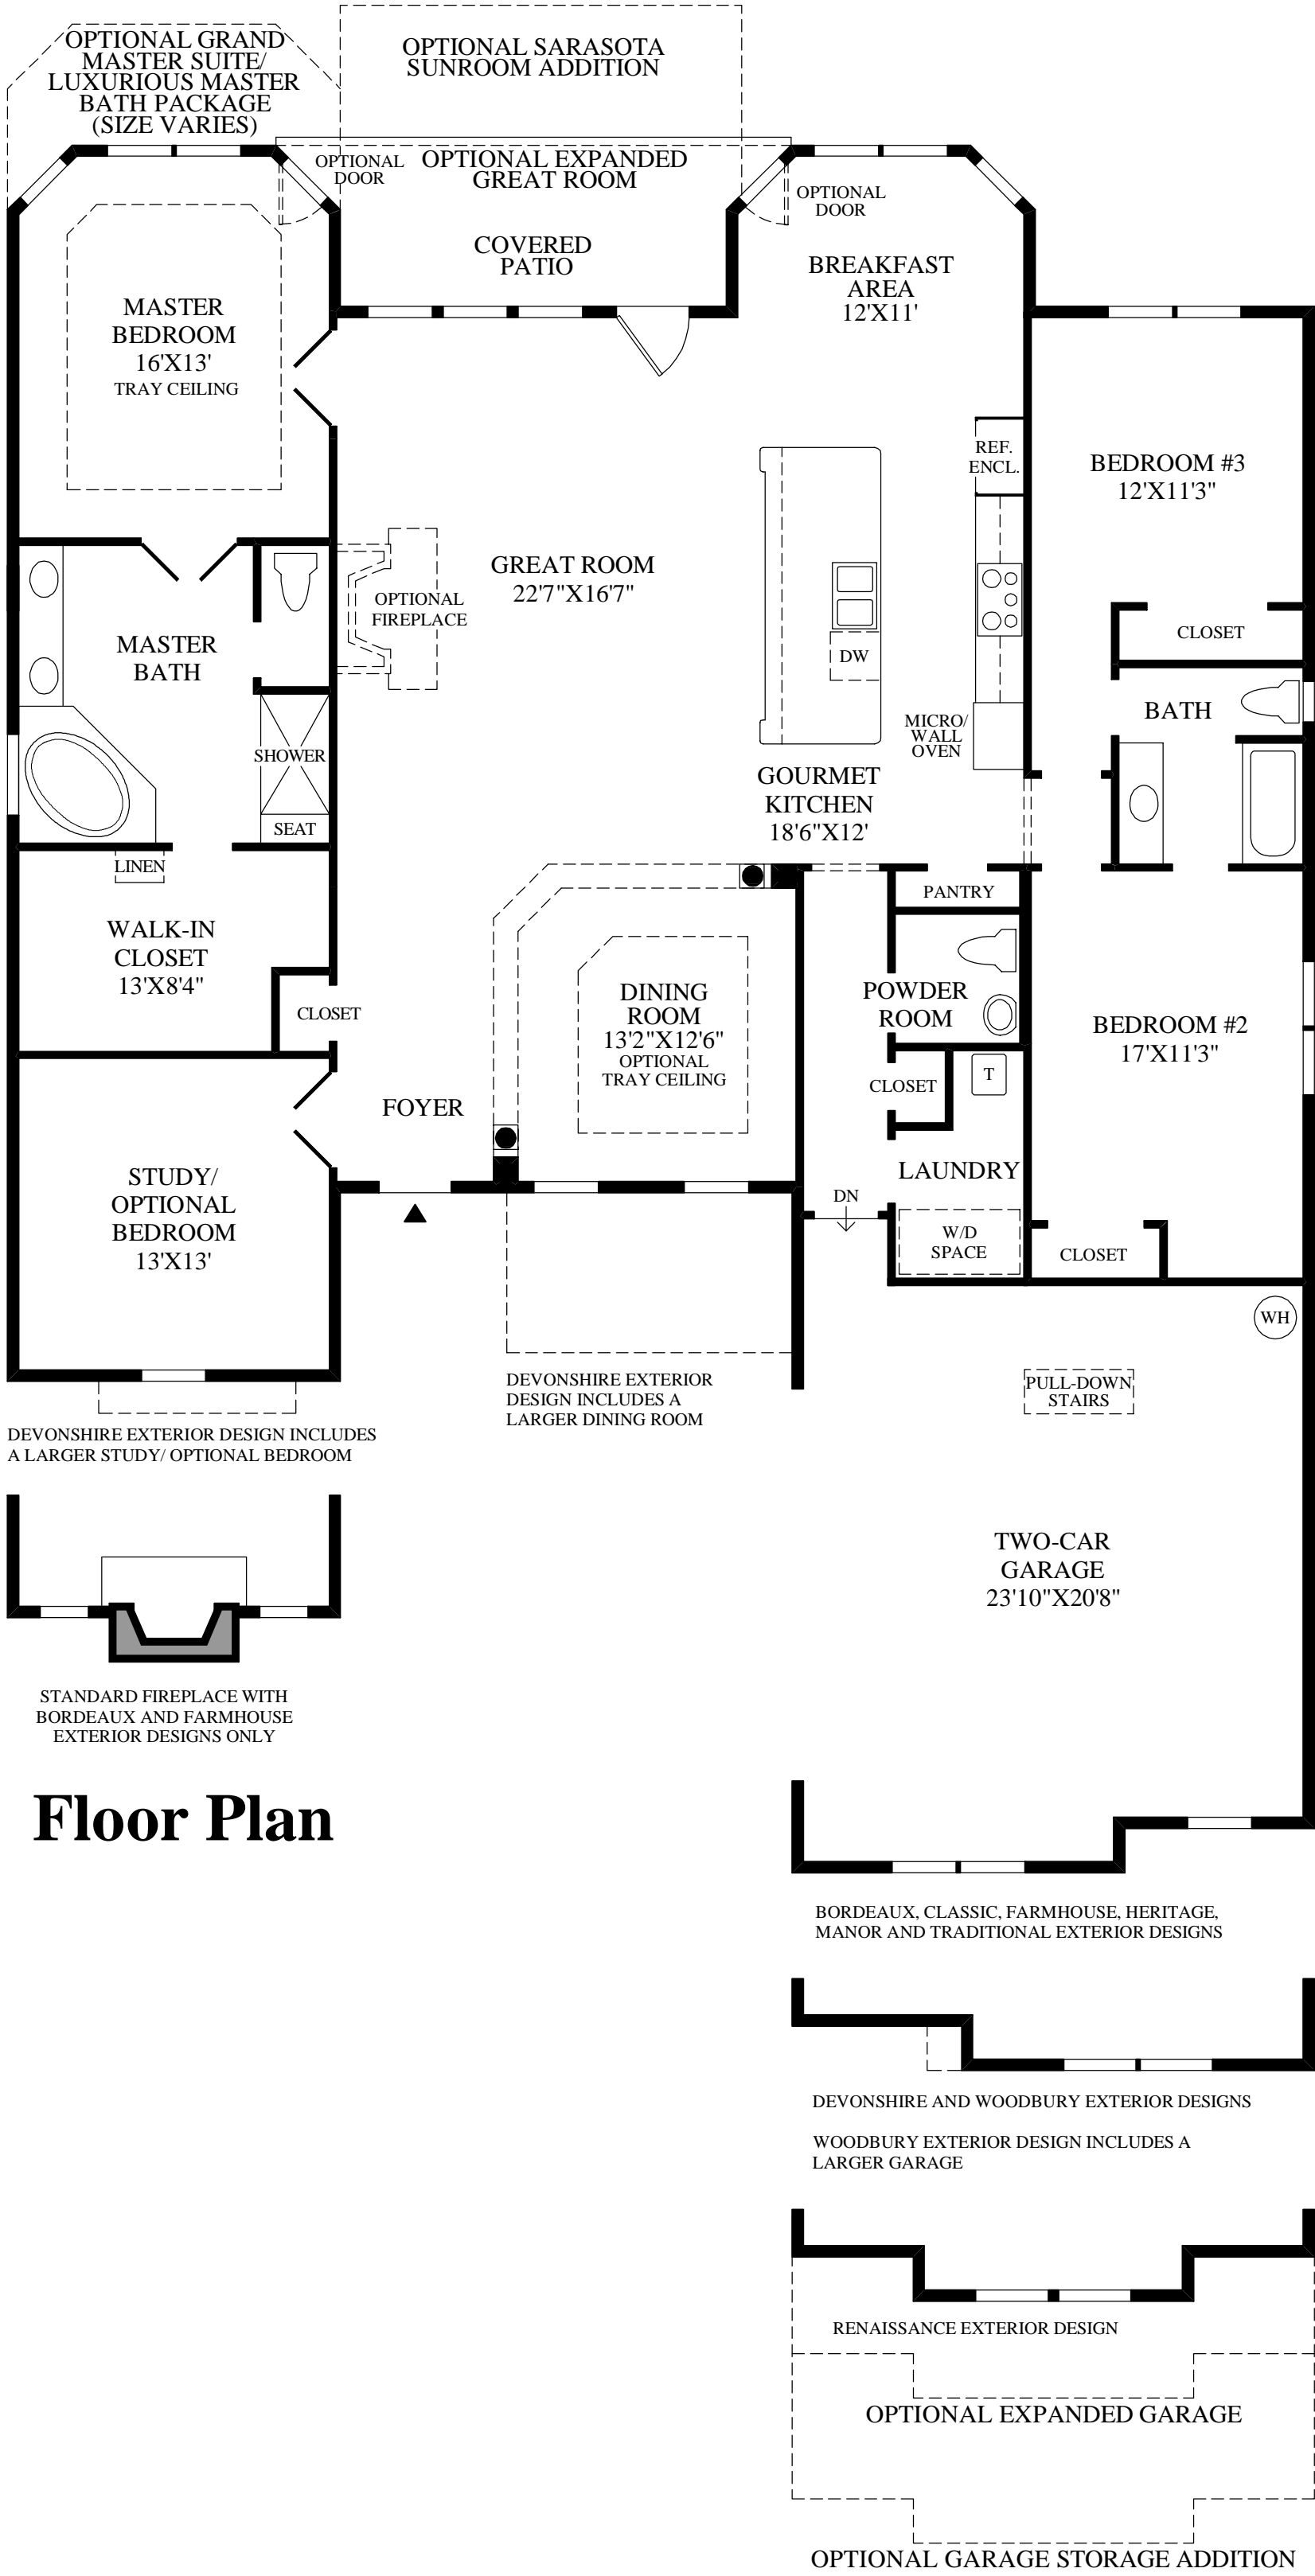 OPTIONAL GRAND
MASTER SUITE/
LUXURIOUS MASTER
BATH PACKAGE
(SIZE VARIES)
OPTIONAL SARASOTA
SUNROOM ADDITION
OPTIONAL
DOOR
OPTIONAL EXPANDED
GREAT ROOM
OPTIONAL
DOOR
COVERED
PATIO
BREAKFAST
AREA
12'X11'
MASTER
BEDROOM
16'X13'
TRAY CEILING
REF.
ENCL.
BEDROOM #3
12'X11'3"
GREAT ROOM
22'7"X16'7"
OPTIONAL
FIREPLACE
CLOSET
MASTER
BATH
DW
BATH
MICRO/
WALL
OVEN
SHOWER
SEAT
GOURMET
KITCHEN
18'6"X12'
LINEN
PANTRY
WALK-IN
CLOSET
13'X8'4"
CLOSET
DINING
ROOM
13'2"X12'6"
OPTIONAL
TRAY CEILING
POWDER
ROOM
BEDROOM #2
17'X11'3"
CLOSET
T
FOYER
LAUNDRY
STUDY/
OPTIONAL
BEDROOM
13'X13'
DN
W/D
SPACE
CLOSET
WH
PULL-DOWN
STAIRS
DEVONSHIRE EXTERIOR
DESIGN INCLUDES A
LARGER DINING ROOM
DEVONSHIRE EXTERIOR DESIGN INCLUDES
A LARGER STUDY/ OPTIONAL BEDROOM
TWO-CAR
GARAGE
23'10"X20'8"
STANDARD FIREPLACE WITH
BORDEAUX AND FARMHOUSE
EXTERIOR DESIGNS ONLY
Floor Plan
BORDEAUX, CLASSIC, FARMHOUSE, HERITAGE,
MANOR AND TRADITIONAL EXTERIOR DESIGNS
DEVONSHIRE AND WOODBURY EXTERIOR DESIGNS
WOODBURY EXTERIOR DESIGN INCLUDES A
LARGER GARAGE
RENAISSANCE EXTERIOR DESIGN
OPTIONAL EXPANDED GARAGE
OPTIONAL GARAGE STORAGE ADDITION